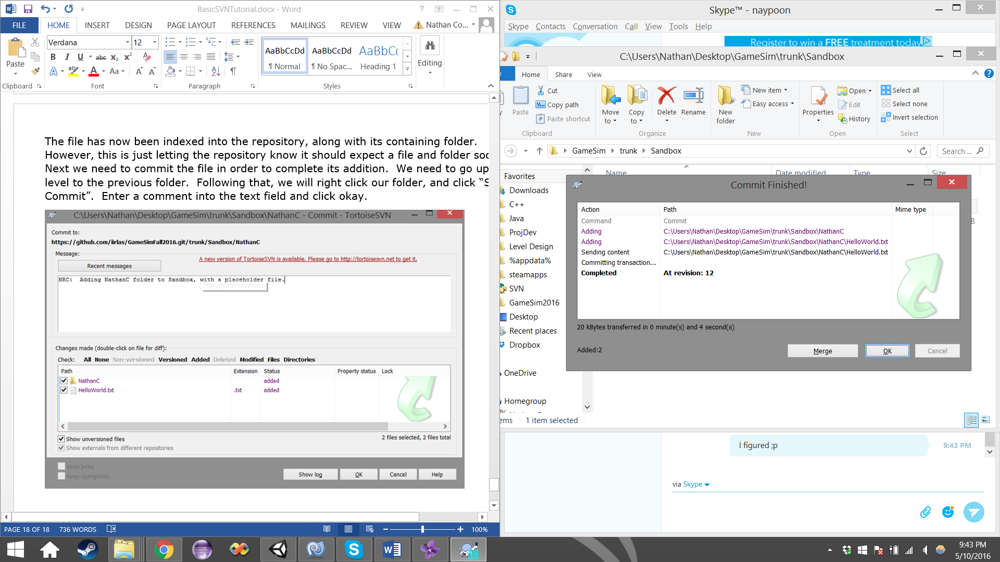 BasicSVNTutorial.docx - Word
FILE
HOME
INSERT
DESIGN
PAGE LAYOUT
REFERENCES
MAILINGS
REVIEW
VIEW
Nathan Co...
Verdana
12
Paste
Clipboard
Font
Paragraph
AaBbCcDd
¶ Normal
AaBbCcDd
¶ No Spac...
AaBbCc
Heading 1
Styles
Editing
The file has now been indexed into the repository, along with its containing folder.
However, this is just letting the repository know it should expect a file and folder soo
Next we need to commit the file in order to complete its addition.  We need to go up
level to the previous folder.  Following that, we will right click our folder, and click “S
Commit”.  Enter a comment into the text field and click okay.
C:\Users\Nathan\Desktop\GameSim\trunk\Sandbox\NathanC - Commit - TortoiseSVN
Commit to:
https://github.com/iirlas/GameSimFall2016.git/trunk/Sandbox/NathanC
Message:
A new version of TortoiseSVN is available. Please go to http://tortoisesvn.net to get it.
Recent messages
NRC:  Adding NathanC folder to Sandbox, with a placeholder file.
http://tortoisesvn.net
Changes made (double-click on file for diff):
Check: All None Non-versioned Versioned Added Deleted Modified Files Directories
Path Extension Status Property status Lock
NathanC added
HelloWorld.txt .txt added
Show unversioned files
2 files selected, 2 files total
Show externals from different repositories
Keep locks
Keep changelists
Show log OK Cancel Help
PAGE 18 OF 18 736 WORDS 100%
Skype™ - naypoon
Skype Contacts Conversation Call View Tools Help
Register to win a FREE treatment today
C:\Users\Nathan\Desktop\GameSim\trunk\Sandbox
Home Share View
Paste
Cut
Copy path
Paste shortcut
Clipboard
Move to
Copy to
Delete
Rename
Organize
New folder
New item
Easy access
New
Properties
Open
Edit
History
Open
Select all
Select none
Invert selection
Select
GameSim trunk Sandbox
Search ...
Name Date modified Type Size
Favorites
Downloads
C++
Java
ProjDev
Level Design
%appdata%
steamapps
SVN
GameSim2016
Desktop
Recent places
Dropbox
OneDrive
Homegroup
ems 1 item selected
Commit Finished!
Action Path Mime type
Command Commit
Adding C:\Users\Nathan\Desktop\GameSim\trunk\Sandbox\NathanC
Adding C:\Users\Nathan\Desktop\GameSim\trunk\Sandbox\NathanC\HelloWorld.txt
Sending content C:\Users\Nathan\Desktop\GameSim\trunk\Sandbox\NathanC\HelloWorld.txt
Committing transaction...
Completed At revision: 12
20 kBytes transferred in 0 minute(s) and 4 second(s)
Added:2
Merge OK Cancel
I figured ;p
9:43 PM
via Skype
9:43 PM
5/10/2016